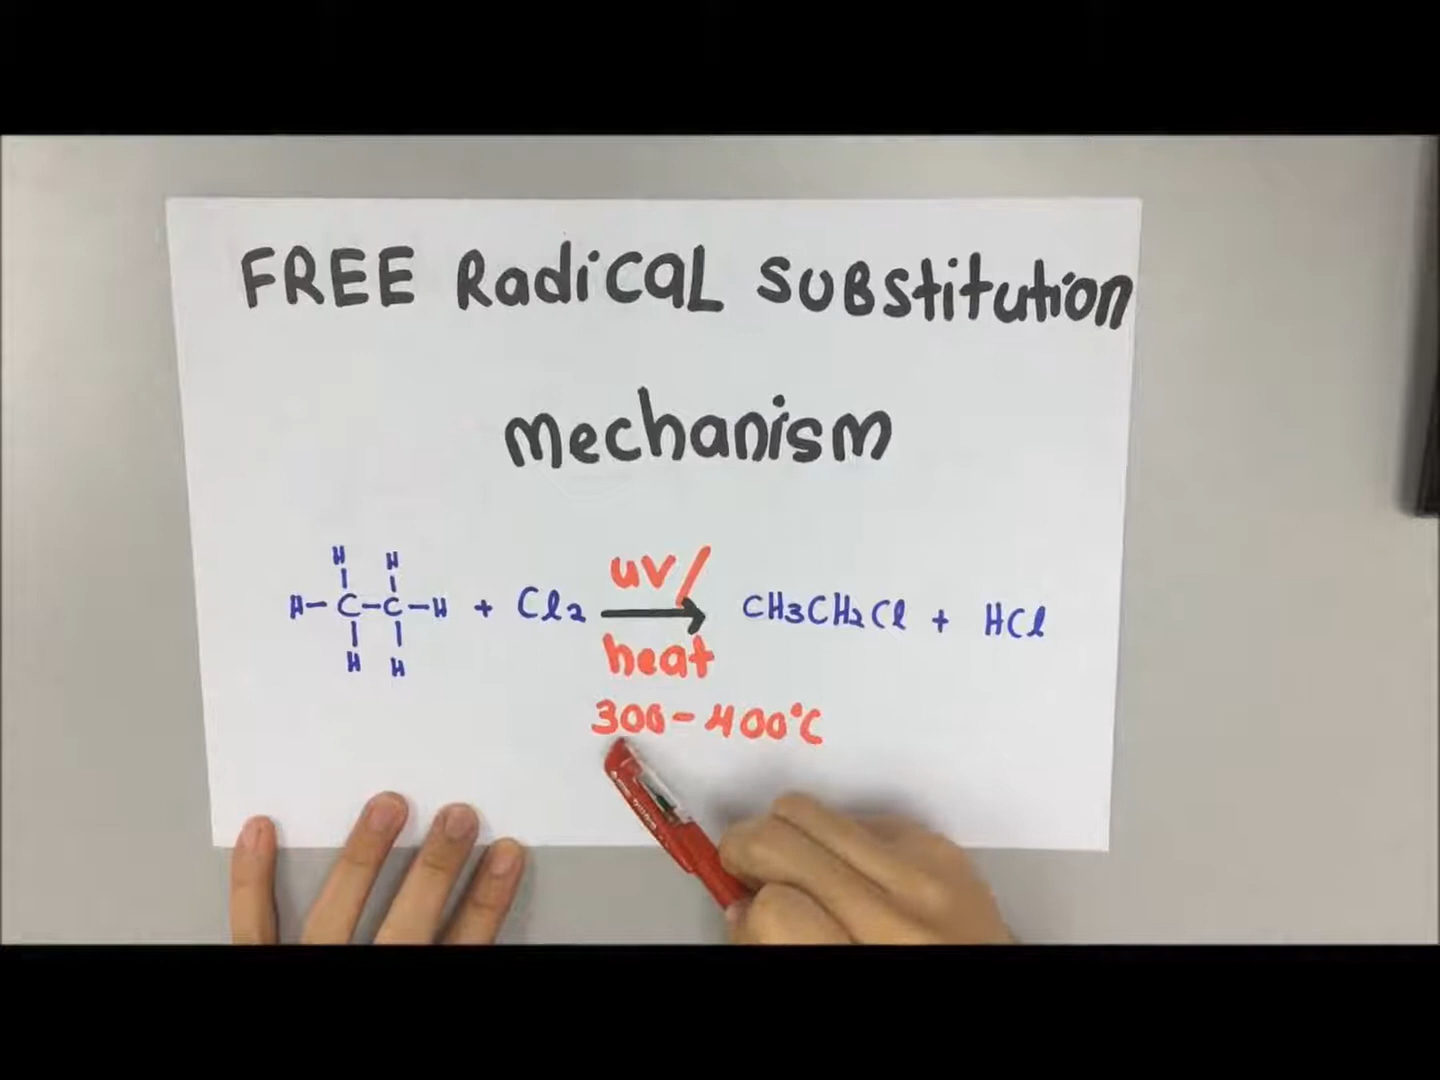 FREE Radical SUBstitution
mechanism
H H
H-C-C-H + Cl2 → CH3CH2Cl + HCl
H H
uv/
heat
300-400°C